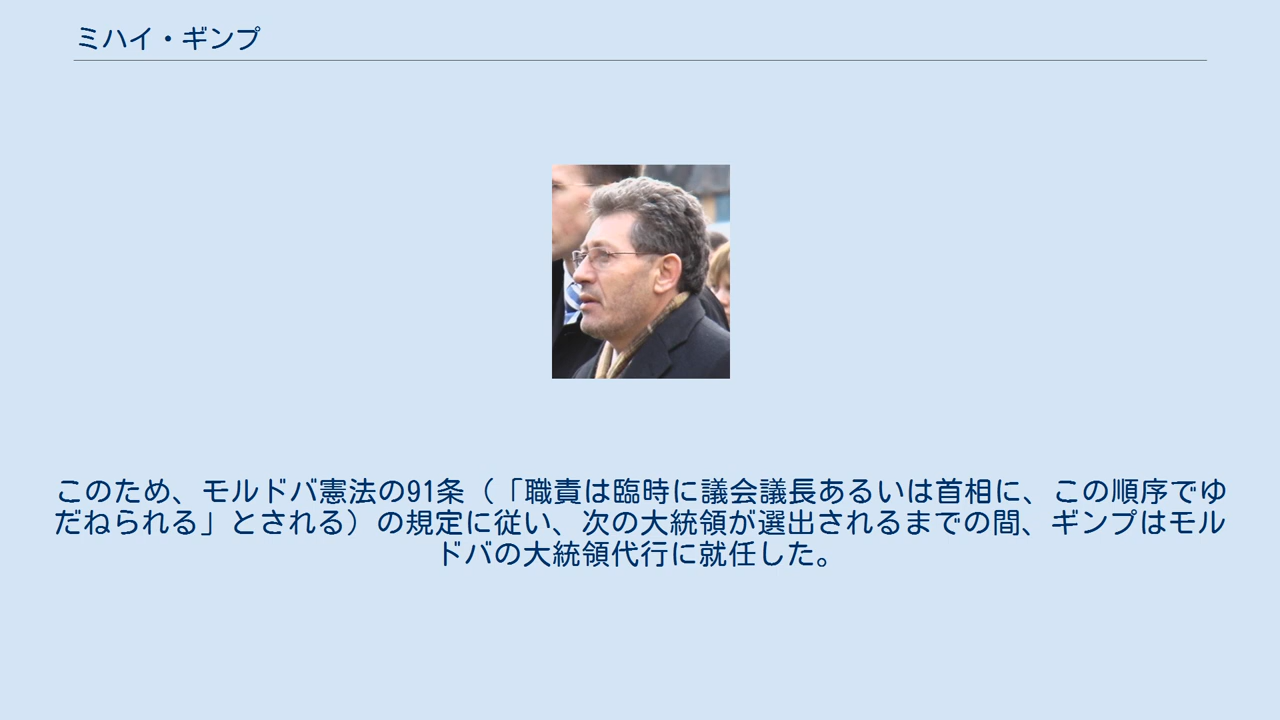 ミハイ・ギンプ
このため、モルドバ憲法の91条（「職責は臨時に議会議長あるいは首相に、この順序でゆ
だねられる」とされる）の規定に従い、次の大統領が選出されるまでの間、ギンプはモル
ドバの大統領代行に就任した。